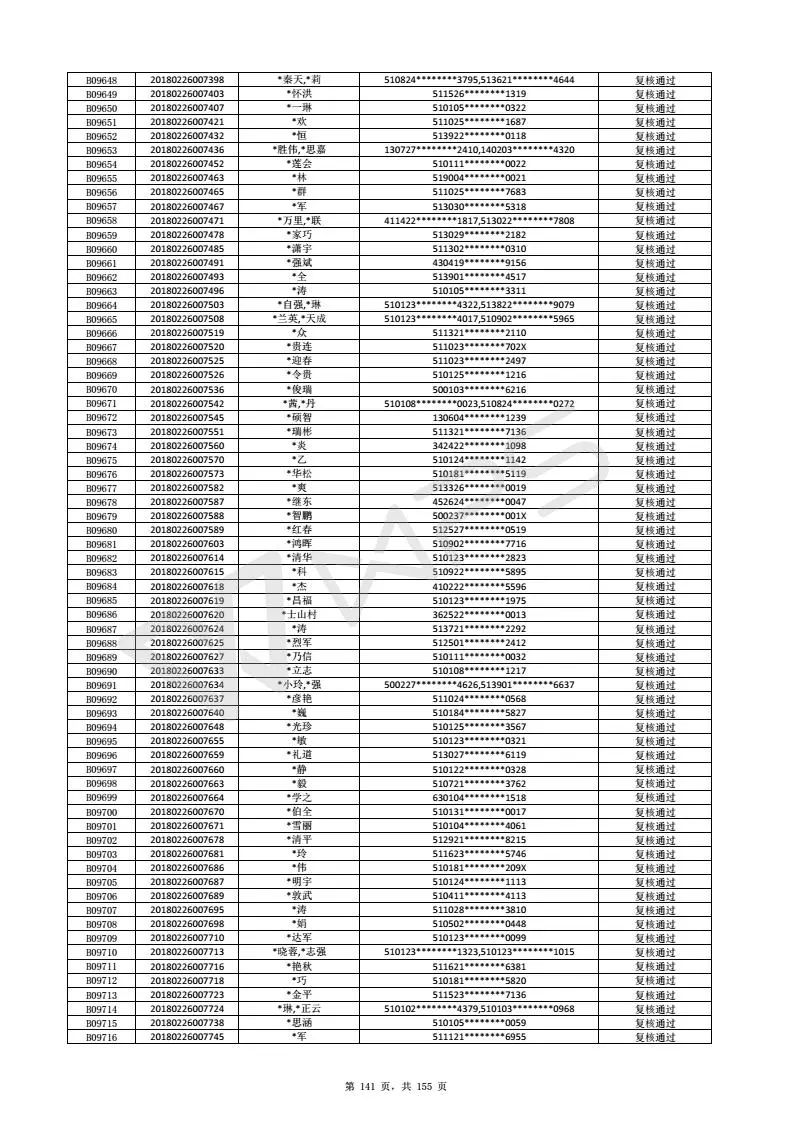 B09648 20180226007398 *秦天,*莉 510824********3795,513621********4644 复核通过
B09649 20180226007403 *怀洪 511526********1319 复核通过
B09650 20180226007407 *一琳 510105********0322 复核通过
B09651 20180226007421 *欢 511025********1687 复核通过
B09652 20180226007432 *恒 513922********0118 复核通过
B09653 20180226007436 *胜伟,*思嘉 130727********2410,140203********4320 复核通过
B09654 20180226007452 *莲会 510111********0022 复核通过
B09655 20180226007463 *林 519004********0021 复核通过
B09656 20180226007465 *群 511025********7683 复核通过
B09657 20180226007467 *军 513030********5318 复核通过
B09658 20180226007471 *万里,*联 411422********1817,513022********7808 复核通过
B09659 20180226007478 *家巧 513029********2182 复核通过
B09660 20180226007485 *潇宇 511302********0310 复核通过
B09661 20180226007491 *强斌 430419********9156 复核通过
B09662 20180226007493 *全 513901********4517 复核通过
B09663 20180226007496 *涛 510105********3311 复核通过
B09664 20180226007503 *自强,*琳 510123********4322,513822********9079 复核通过
B09665 20180226007508 *兰英,*天成 510123********4017,510902********5965 复核通过
B09666 20180226007519 *众 511321********2110 复核通过
B09667 20180226007520 *贵连 511023********702X 复核通过
B09668 20180226007525 *迎春 511023********2497 复核通过
B09669 20180226007526 *令贵 510125********1216 复核通过
B09670 20180226007536 *俊瑞 500103********6216 复核通过
B09671 20180226007542 *茜,*丹 510108********0023,510824********0272 复核通过
B09672 20180226007545 *硕智 130604********1239 复核通过
B09673 20180226007551 *瑞彬 511321********7136 复核通过
B09674 20180226007560 *炎 342422********1098 复核通过
B09675 20180226007570 *乙 510124********1142 复核通过
B09676 20180226007573 *华松 510181********5119 复核通过
B09677 20180226007582 *爽 513326********0019 复核通过
B09678 20180226007587 *继东 452624********0047 复核通过
B09679 20180226007588 *智鹏 500237********001X 复核通过
B09680 20180226007589 *红春 512527********0519 复核通过
B09681 20180226007603 *鸿晖 510902********7716 复核通过
B09682 20180226007614 *清华 510123********2823 复核通过
B09683 20180226007615 *科 510922********5895 复核通过
B09684 20180226007618 *杰 410222********5596 复核通过
B09685 20180226007619 *昌福 510123********1975 复核通过
B09686 20180226007620 *士山村 362522********0013 复核通过
B09687 20180226007624 *涛 513721********2292 复核通过
B09688 20180226007625 *烈军 512501********2412 复核通过
B09689 20180226007627 *乃信 510111********0032 复核通过
B09690 20180226007633 *立志 510108********1217 复核通过
B09691 20180226007634 *小玲,*强 500227********4626,513901********6637 复核通过
B09692 20180226007637 *彦艳 511024********0568 复核通过
B09693 20180226007640 *巍 510184********5827 复核通过
B09694 20180226007648 *光珍 510125********3567 复核通过
B09695 20180226007655 *敏 510123********0321 复核通过
B09696 20180226007659 *礼道 513027********6119 复核通过
B09697 20180226007660 *静 510122********0328 复核通过
B09698 20180226007663 *毅 510721********3762 复核通过
B09699 20180226007664 *学之 630104********1518 复核通过
B09700 20180226007670 *伯全 510131********0017 复核通过
B09701 20180226007671 *雪丽 510104********4061 复核通过
B09702 20180226007678 *清平 512921********8215 复核通过
B09703 20180226007681 *玲 511623********5746 复核通过
B09704 20180226007686 *伟 510181********209X 复核通过
B09705 20180226007687 *明宇 510124********1113 复核通过
B09706 20180226007689 *敦武 510411********4113 复核通过
B09707 20180226007695 *涛 511028********3810 复核通过
B09708 20180226007698 *娟 510502********0448 复核通过
B09709 20180226007710 *达军 510123********0099 复核通过
B09710 20180226007713 *晓蓉,*志强 510123********1323,510123********1015 复核通过
B09711 20180226007716 *艳秋 511621********6381 复核通过
B09712 20180226007718 *巧 510181********5820 复核通过
B09713 20180226007723 *金平 511523********7136 复核通过
B09714 20180226007724 *琳,*正云 510102********4379,510103********0968 复核通过
B09715 20180226007738 *思涵 510105********0059 复核通过
B09716 20180226007745 *军 511121********6955 复核通过
WPS
第 141 页，共 155 页